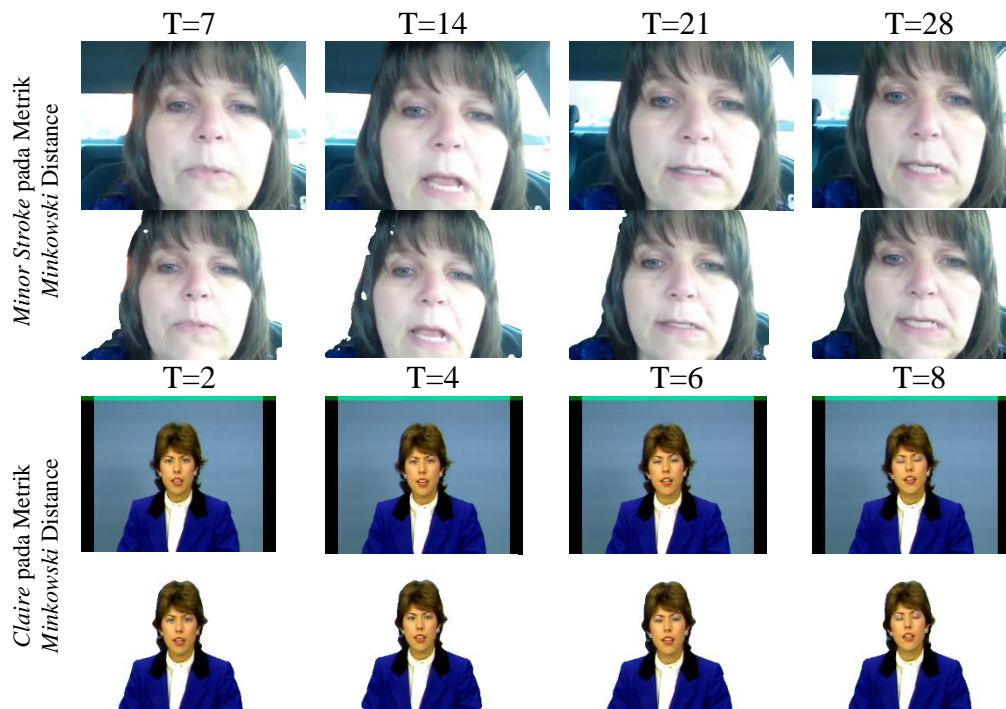 T=7 T=14 T=21 T=28
Minor Stroke pada Metrik
Minkowski Distance
T=2 T=4 T=6 T=8
Claire pada Metrik
Minkowski Distance